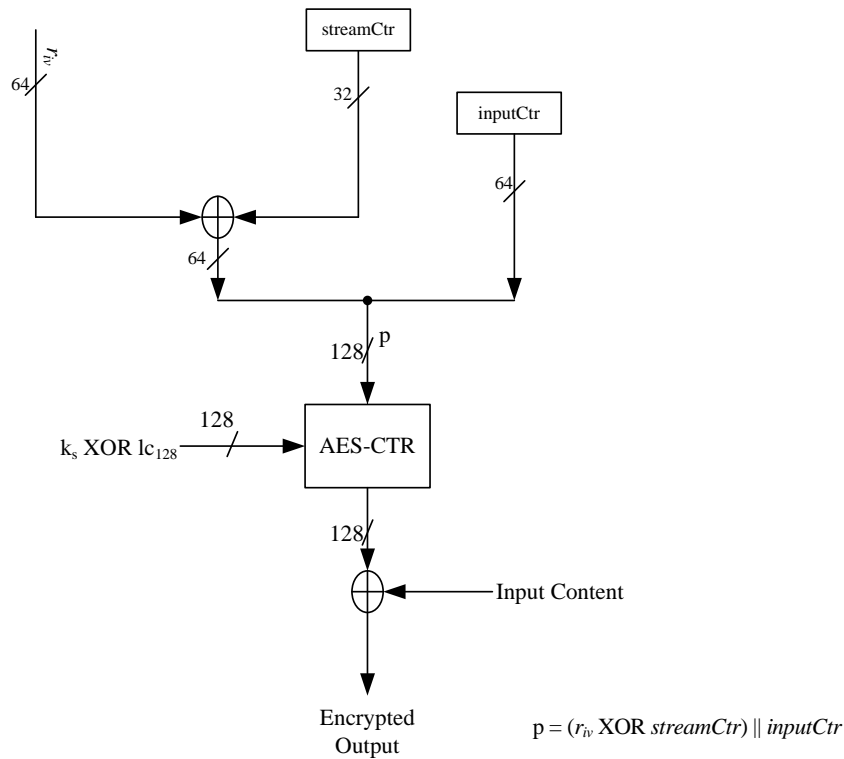 streamCtr
r_iv
64
32
inputCtr
64
64
128
p
128
k_s XOR lc_128
AES-CTR
128
Input Content
Encrypted
Output
p = (r_iv XOR streamCtr) || inputCtr